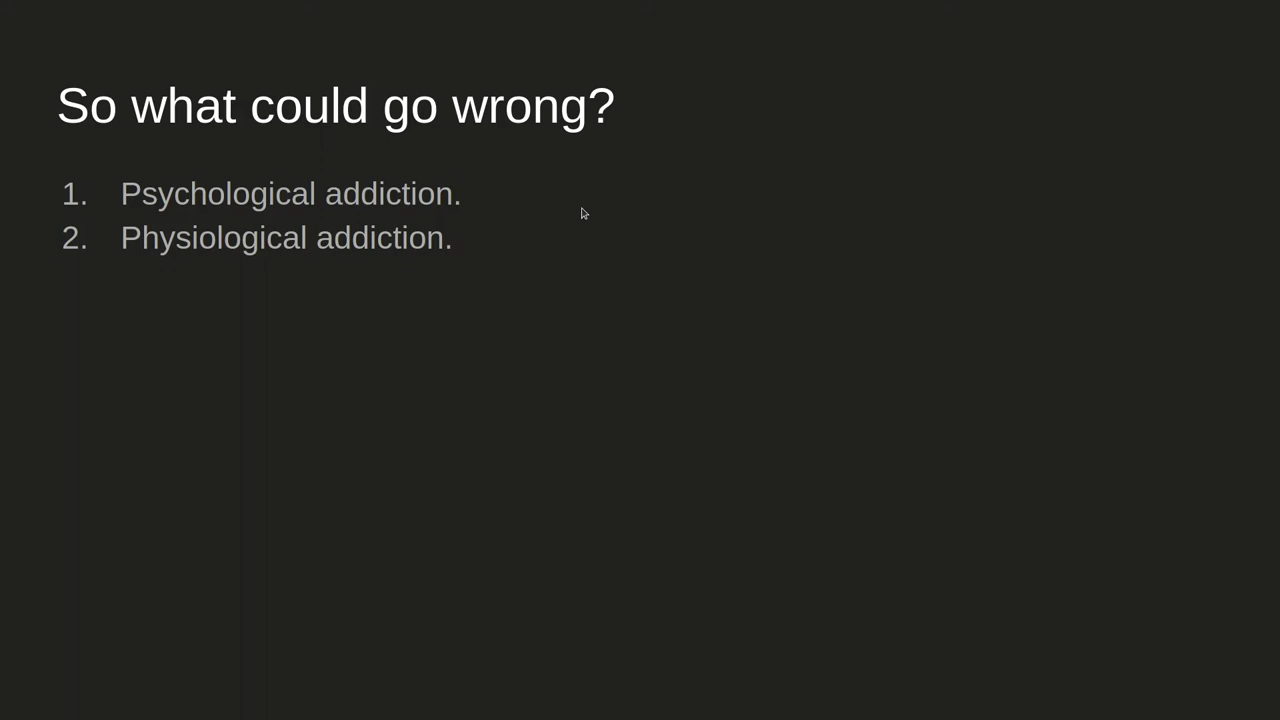 So what could go wrong?
1. Psychological addiction.
2. Physiological addiction.